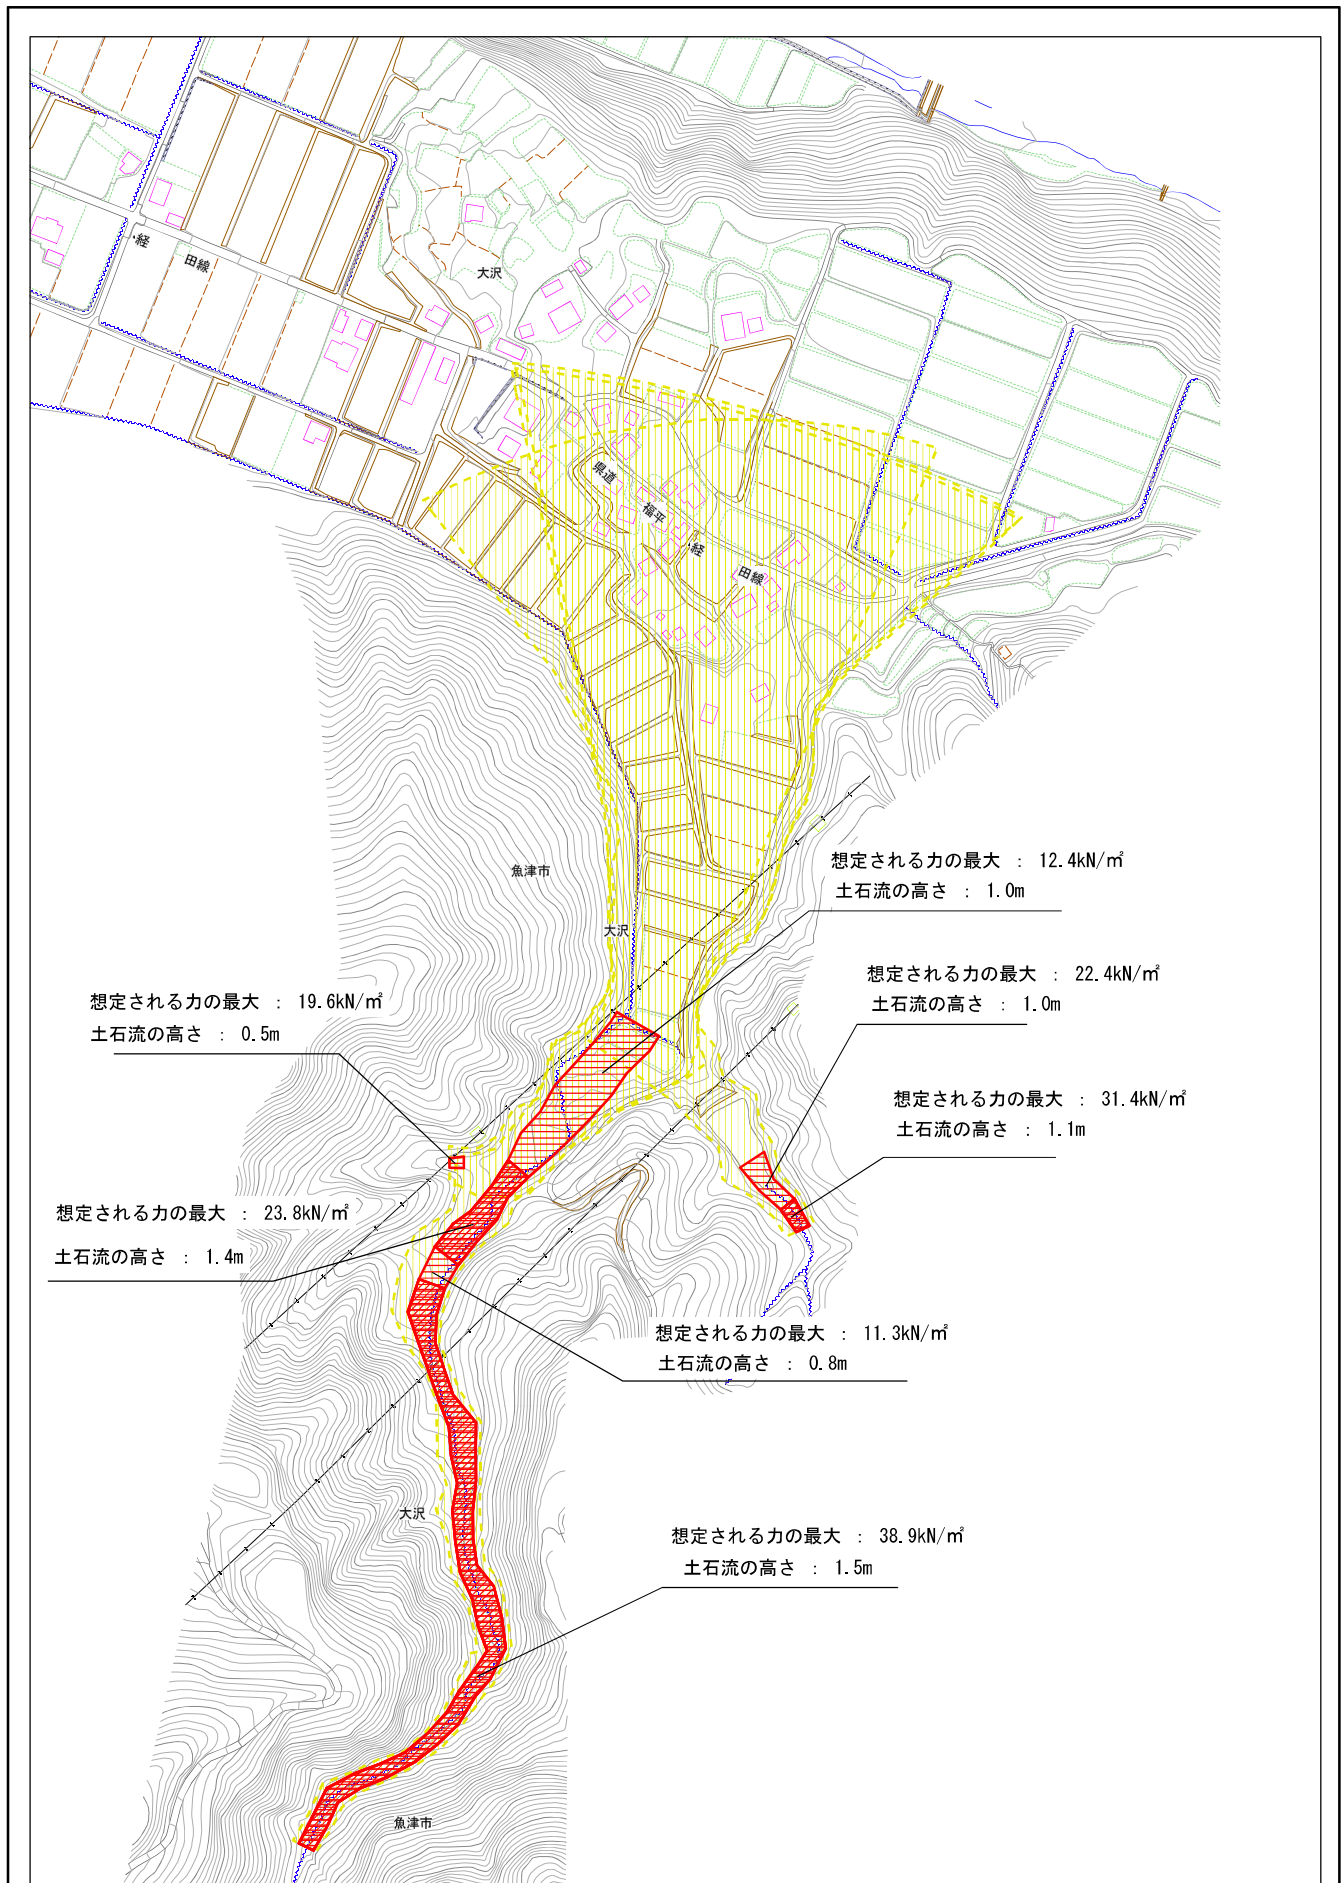 ・経
田線
大沢
県道
福平
・経
田線
魚津市
大沢
想定される力の最大 : 12.4kN/㎡
土石流の高さ : 1.0m
想定される力の最大 : 22.4kN/㎡
土石流の高さ : 1.0m
想定される力の最大 : 19.6kN/㎡
土石流の高さ : 0.5m
想定される力の最大 : 31.4kN/㎡
土石流の高さ : 1.1m
想定される力の最大 : 23.8kN/㎡
土石流の高さ : 1.4m
想定される力の最大 : 11.3kN/㎡
土石流の高さ : 0.8m
大沢
想定される力の最大 : 38.9kN/㎡
土石流の高さ : 1.5m
魚津市